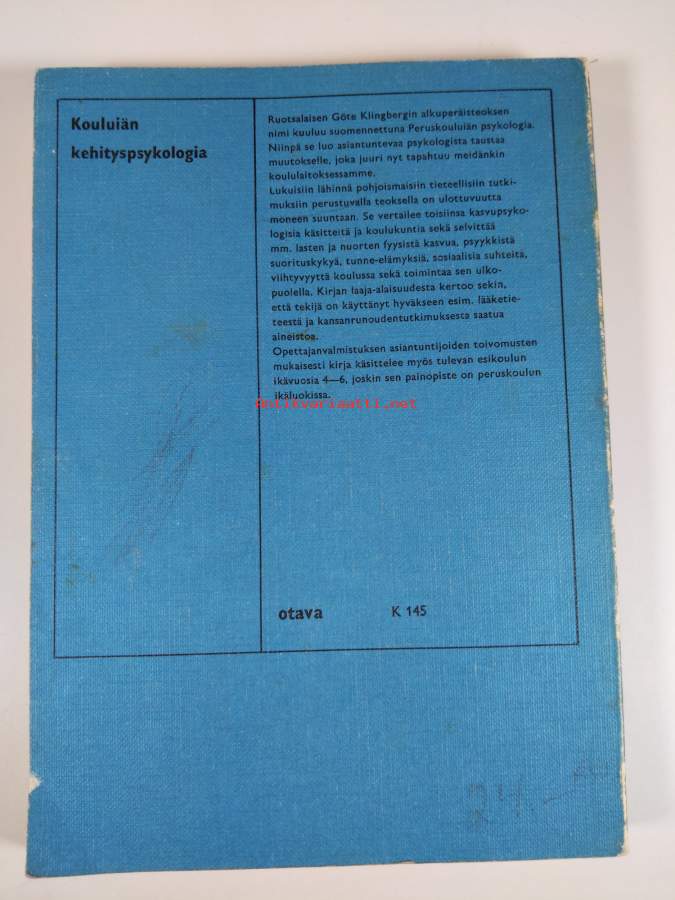 Kouluiän
kehityspsykologia
Ruotsalaisen Göte Klingbergin alkuperäisteoksen
nimi kuuluu suomennettuna Peruskouluiän psykologia.
Niinpä se luo asiantuntevaa psykologista taustaa
muutokselle, joka juuri nyt tapahtuu meidänkin
koululaitoksessamme.
Lukuisiin lähinnä pohjoismaisiin tieteellisiin tutki-
muksiin perustuvalla teoksella on ulottuvuutta
moneen suuntaan. Se vertailee toisiinsa kasvupsyko-
logisia käsitteitä ja koulukuntia sekä selvittää
mm. lasten ja nuorten fyysistä kasvua, psyykkistä
suorituskykyä, tunne-elämyksiä, sosiaalisia suhteita,
viihtyvyyttä koulussa sekä toimintaa sen ulko-
puolella. Kirjan laaja-alaisuudesta kertoo sekin,
että tekijä on käyttänyt hyväkseen esim. lääketie-
teestä ja kansanrunoudentutkimuksesta saatua
aineistoa.
Opettajanvalmistuksen asiantuntijoiden toivomusten
mukaisesti kirja käsittelee myös tulevan esikoulun
ikävuosia 4—6, joskin sen painopiste on peruskoulun
ikäluokissa.
Antikvariaatti.net
otava K 145